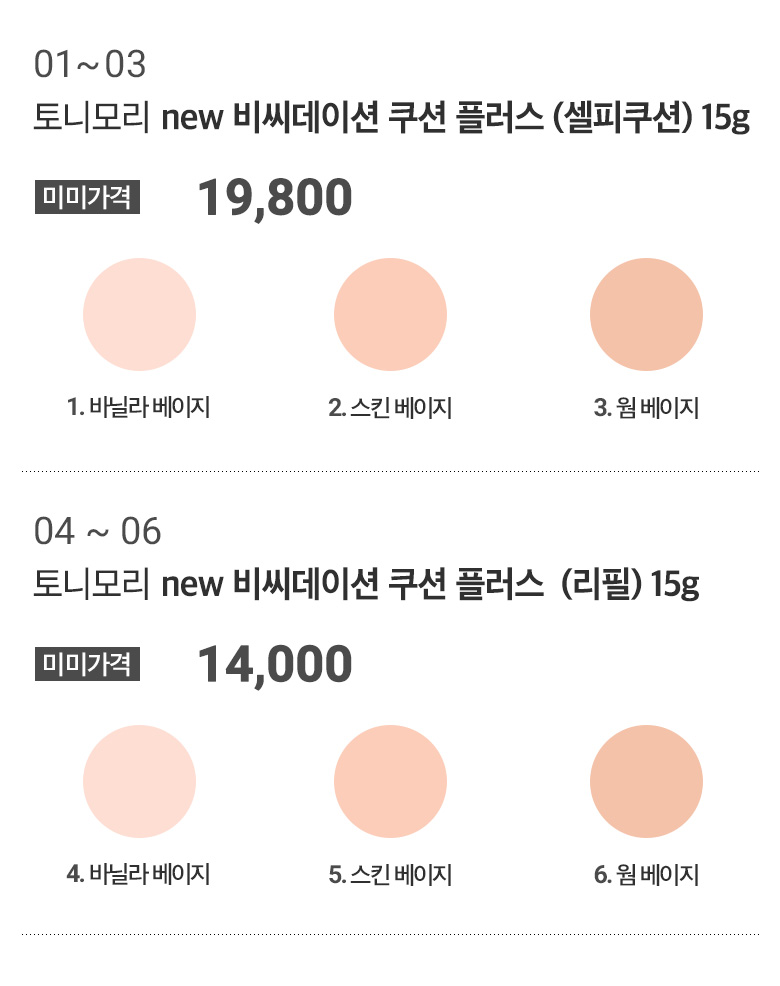 01~03
토니모리 new 비씨데이션 쿠션 플러스 (셀피쿠션) 15g
미미가격 19,800
1. 바닐라 베이지 2. 스킨 베이지 3. 웜 베이지
04 ~ 06
토니모리 new 비씨데이션 쿠션 플러스 (리필) 15g
미미가격 14,000
4. 바닐라 베이지 5. 스킨 베이지 6. 웜 베이지